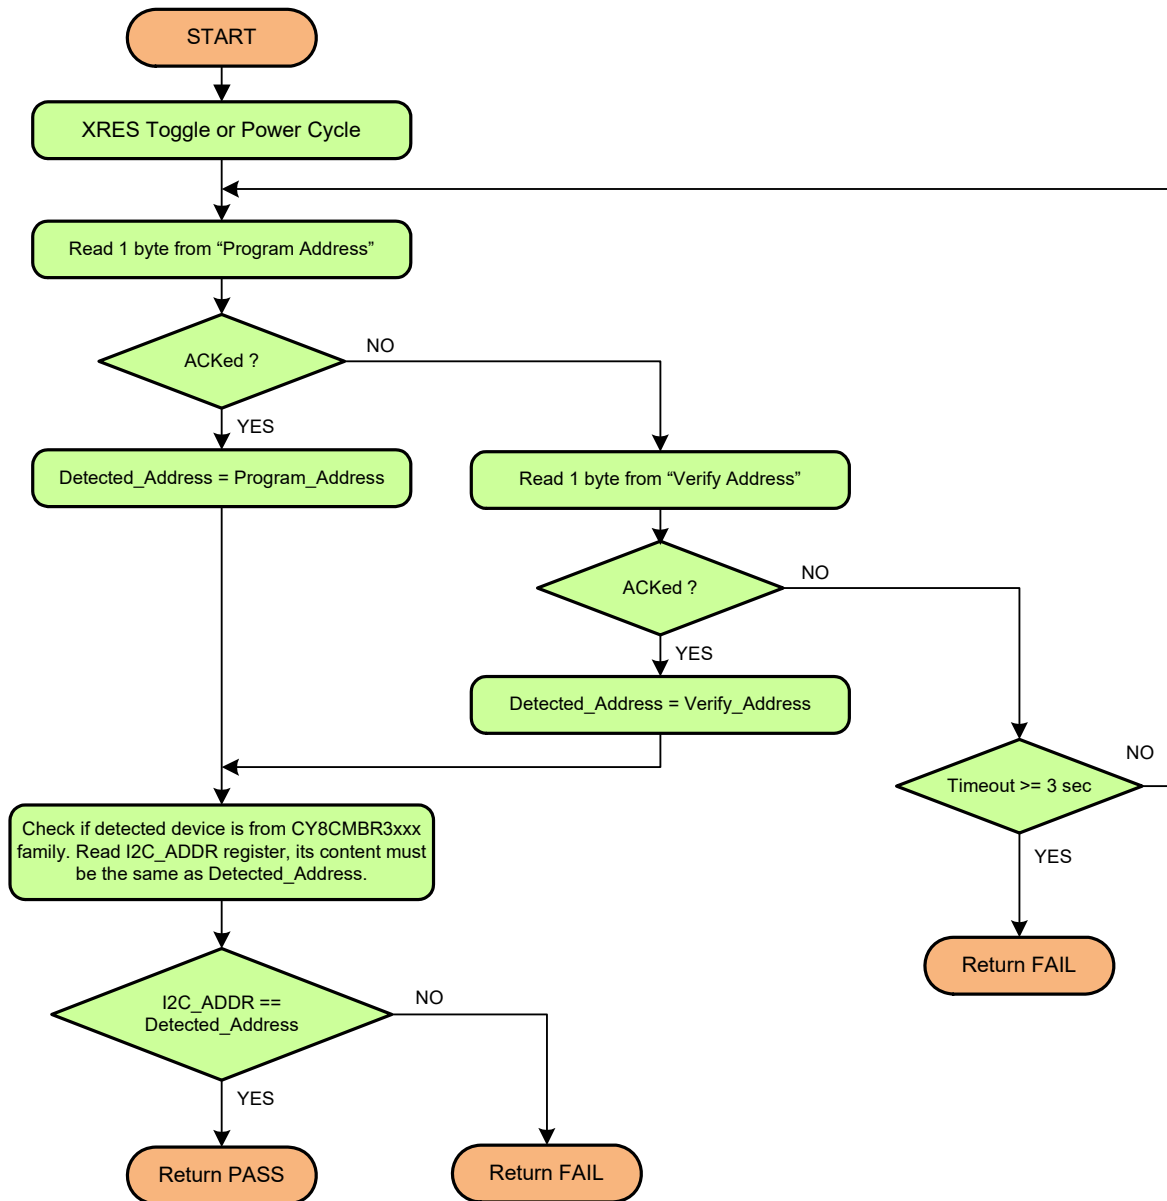 START
XRES Toggle or Power Cycle
Read 1 byte from “Program Address”
ACKed ?
NO
YES
Detected_Address = Program_Address
Read 1 byte from “Verify Address”
ACKed ?
NO
YES
Detected_Address = Verify_Address
Timeout >= 3 sec
NO
YES
Return FAIL
Check if detected device is from CY8CMBR3xxx
family. Read I2C_ADDR register, its content must
be the same as Detected_Address.
I2C_ADDR ==
Detected_Address
NO
YES
Return PASS
Return FAIL